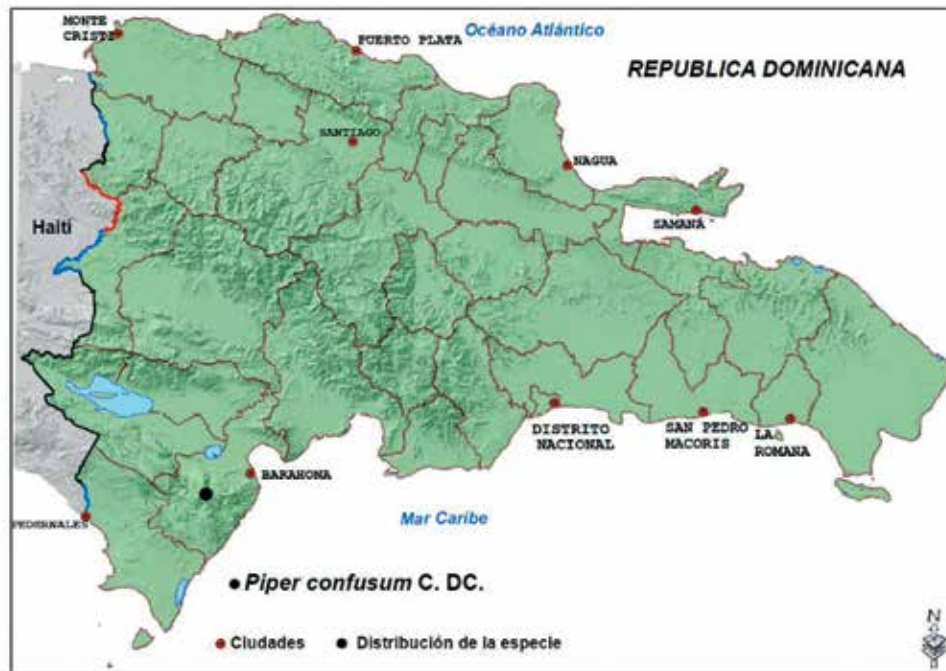 MONTE
CRISTI
PUERTO PLATA
Océano Atlántico
REPUBLICA DOMINICANA
SANTIAGO
NAGUA
Haití
SAMANÁ
DISTRITO
NACIONAL
SAN PEDRO
MACORIS
LA
ROMANA
BARAHONA
PEDERNALES
Mar Caribe
Piper confusum C. DC.
Ciudades
Distribución de la especie
N